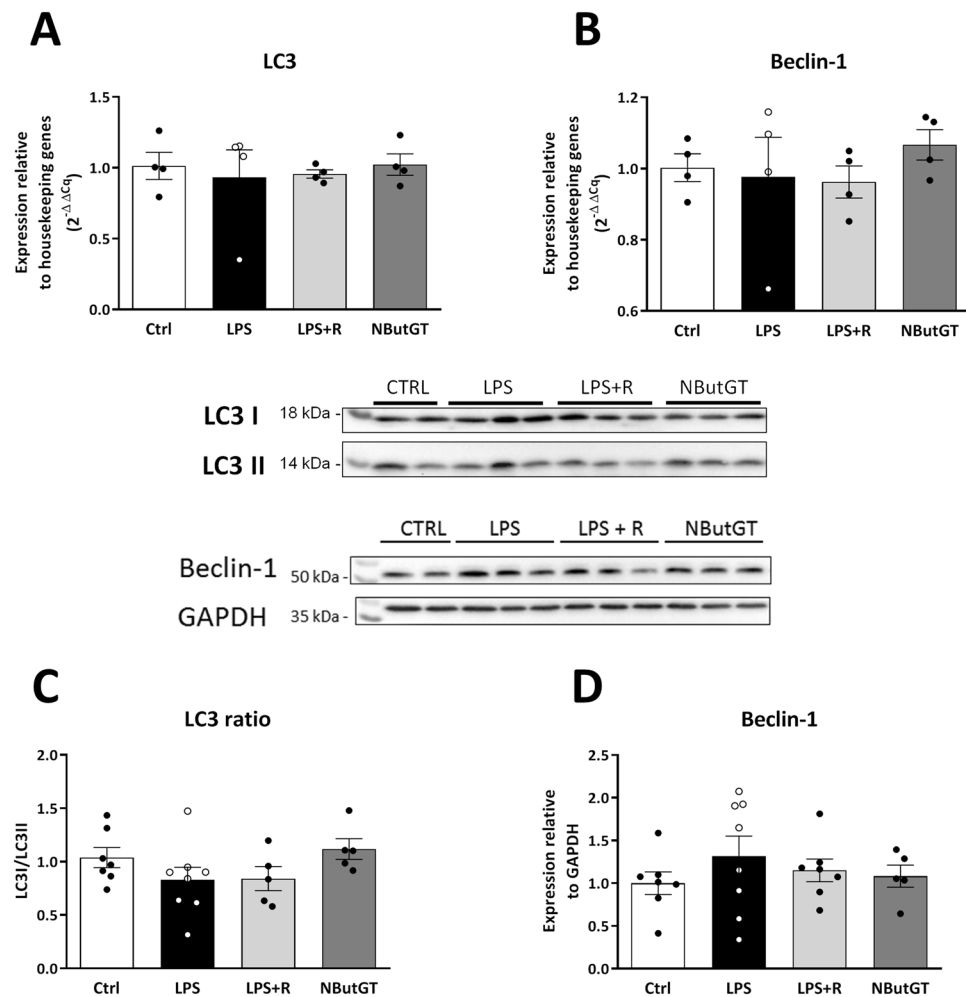 A
B
LC3
Beclin-1
Expression relative
to housekeeping genes
(2^-Δ ΔCq)
1.5
1.0
0.5
0.0
Ctrl LPS LPS+R NButGT
Expression relative
to housekeeping genes
(2^-Δ ΔCq)
1.2
1.0
0.8
0.6
Ctrl LPS LPS+R NButGT
CTRL LPS LPS+R NButGT
LC3 I 18 kDa -
LC3 II 14 kDa -
CTRL LPS LPS + R NButGT
Beclin-1 50 kDa -
GAPDH 35 kDa -
C
D
LC3 ratio
Beclin-1
LC3I/LC3II
2.0
1.5
1.0
0.5
0.0
Ctrl LPS LPS+R NButGT
Expression relative
to GAPDH
2.5
2.0
1.5
1.0
0.5
0.0
Ctrl LPS LPS+R NButGT